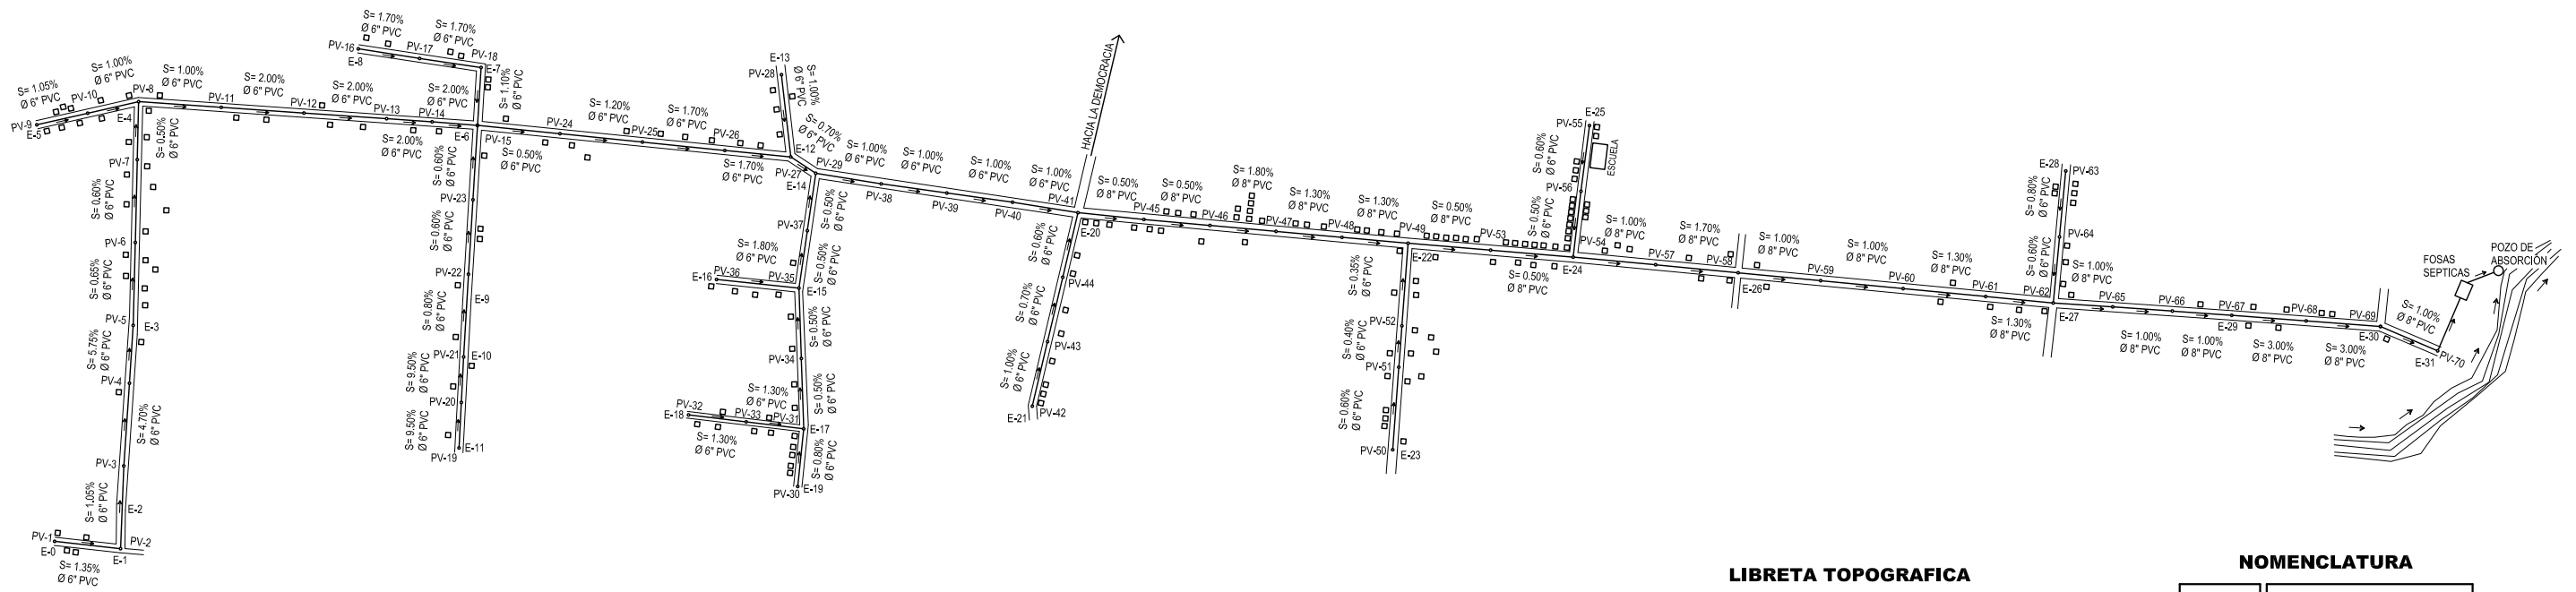 PV-1
E-0
S= 1.35%
Ø 6" PVC
E-1
PV-2
S= 1.05%
Ø 6" PVC
E-2
PV-3
S= 4.70%
Ø 6" PVC
PV-4
S= 5.75%
Ø 6" PVC
PV-5
E-3
S= 0.65%
Ø 6" PVC
PV-6
S= 0.60%
Ø 6" PVC
PV-7
S= 0.50%
Ø 6" PVC
PV-9
E-5
S= 1.05%
Ø 6" PVC
PV-10
S= 1.00%
Ø 6" PVC
PV-8
E-4
S= 1.00%
Ø 6" PVC
PV-11
S= 2.00%
Ø 6" PVC
PV-12
S= 2.00%
Ø 6" PVC
PV-13
S= 2.00%
Ø 6" PVC
PV-14
S= 2.00%
Ø 6" PVC
E-6
PV-15
PV-16
E-8
S= 1.70%
Ø 6" PVC
PV-17
S= 1.70%
Ø 6" PVC
PV-18
E-7
S= 1.10%
Ø 6" PVC
S= 0.60%
Ø 6" PVC
PV-23
S= 0.60%
Ø 6" PVC
PV-22
E-9
S= 0.80%
Ø 6" PVC
PV-21
E-10
S= 9.50%
Ø 6" PVC
PV-20
S= 9.50%
Ø 6" PVC
PV-19
E-11
S= 0.50%
Ø 6" PVC
PV-24
S= 1.20%
Ø 6" PVC
PV-25
S= 1.70%
Ø 6" PVC
PV-26
S= 1.70%
Ø 6" PVC
E-13
PV-28
S= 1.00%
Ø 6" PVC
E-12
PV-27
S= 0.70%
Ø 6" PVC
PV-29
E-14
S= 0.50%
Ø 6" PVC
PV-37
S= 0.50%
Ø 6" PVC
S= 1.80%
Ø 6" PVC
E-16
PV-36
PV-35
E-15
S= 0.50%
Ø 6" PVC
PV-34
S= 0.50%
Ø 6" PVC
S= 1.30%
Ø 6" PVC
PV-32
E-18
PV-33
PV-31
E-17
S= 1.30%
Ø 6" PVC
S= 0.80%
Ø 6" PVC
PV-30
E-19
S= 1.00%
Ø 6" PVC
PV-38
S= 1.00%
Ø 6" PVC
PV-39
S= 1.00%
Ø 6" PVC
PV-40
S= 1.00%
Ø 6" PVC
PV-41
HACIA LA DEMOCRACIA
E-20
S= 0.60%
Ø 6" PVC
PV-44
S= 0.70%
Ø 6" PVC
PV-43
S= 1.00%
Ø 6" PVC
E-21
PV-42
S= 0.50%
Ø 8" PVC
PV-45
S= 0.50%
Ø 8" PVC
PV-46
S= 1.80%
Ø 8" PVC
PV-47
S= 1.30%
Ø 8" PVC
PV-48
S= 1.30%
Ø 8" PVC
PV-49
E-22
S= 0.35%
Ø 6" PVC
PV-52
S= 0.40%
Ø 6" PVC
PV-51
S= 0.60%
Ø 6" PVC
PV-50
E-23
S= 0.50%
Ø 8" PVC
PV-53
S= 0.50%
Ø 8" PVC
E-25
PV-55
S= 0.60%
Ø 6" PVC
ESCUELA
PV-56
S= 0.50%
Ø 6" PVC
PV-54
E-24
S= 1.00%
Ø 8" PVC
PV-57
S= 1.70%
Ø 8" PVC
PV-58
E-26
S= 1.00%
Ø 8" PVC
PV-59
S= 1.00%
Ø 8" PVC
PV-60
S= 1.30%
Ø 8" PVC
PV-61
S= 1.30%
Ø 8" PVC
PV-62
E-27
E-28
PV-63
S= 0.80%
Ø 6" PVC
PV-64
S= 0.60%
Ø 6" PVC
S= 1.00%
Ø 8" PVC
PV-65
S= 1.00%
Ø 8" PVC
PV-66
S= 1.00%
Ø 8" PVC
PV-67
E-29
S= 3.00%
Ø 8" PVC
PV-68
S= 3.00%
Ø 8" PVC
PV-69
E-30
S= 1.00%
Ø 8" PVC
E-31
PV-70
FOSAS
SEPTICAS
POZO DE
ABSORCIÓN
LIBRETA TOPOGRAFICA
NOMENCLATURA